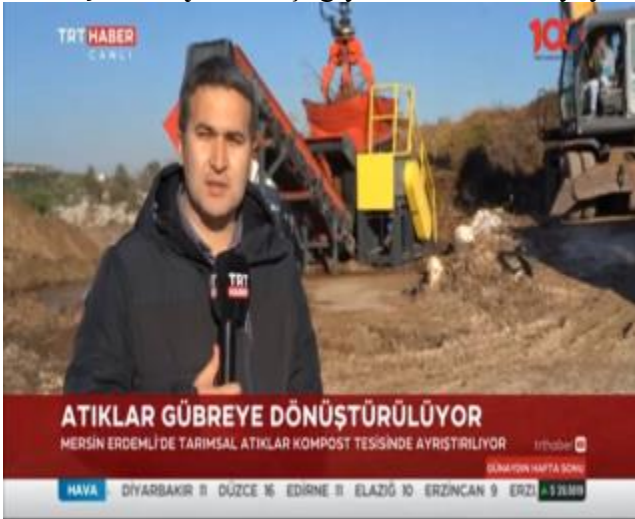 TRT HABER
CANLI
100
TRT
HABER
ATIKLAR GÜBREYE DÖNÜŞTÜRÜLÜYOR
MERSİN ERDEMLİ'DE TARIMSAL ATIKLAR KOMPOST TESİSİNDE AYRIŞTIRILIYOR
trthaber
GÜNAYDIN HAFTA SONU
HAVA DİYARBAKIR 11 DÜZCE 16 EDİRNE 11 ELAZIĞ 10 ERZİNCAN 9 ERZİ